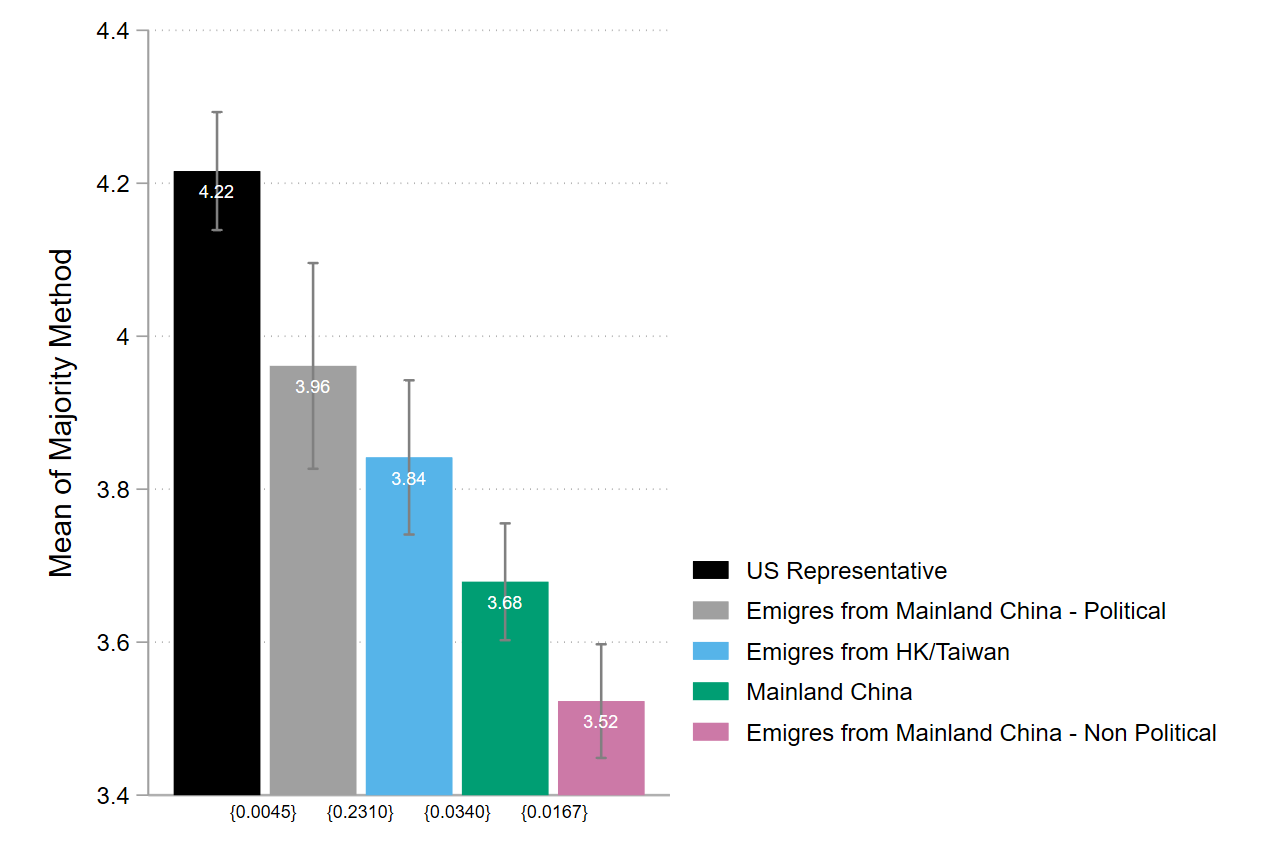 4.4
4.2
4
3.8
3.6
3.4
Mean of Majority Method
4.22
3.96
3.84
3.68
3.52
{0.0045} {0.2310} {0.0340} {0.0167}
US Representative
Emigres from Mainland China - Political
Emigres from HK/Taiwan
Mainland China
Emigres from Mainland China - Non Political